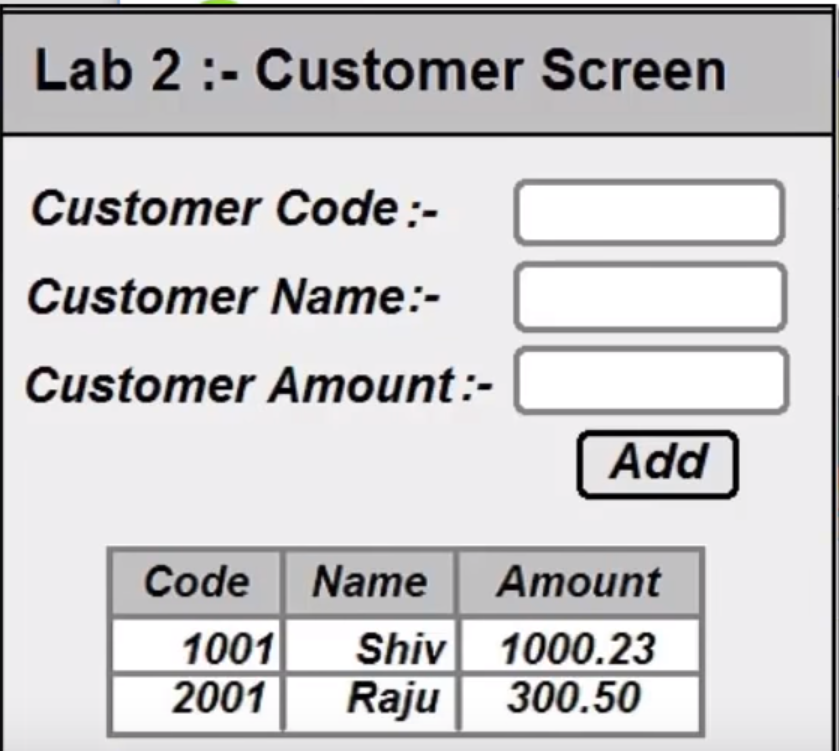 Lab 2 :- Customer Screen
Customer Code :-
Customer Name:-
Customer Amount :-
Add
Code Name Amount
1001 Shiv 1000.23
2001 Raju 300.50